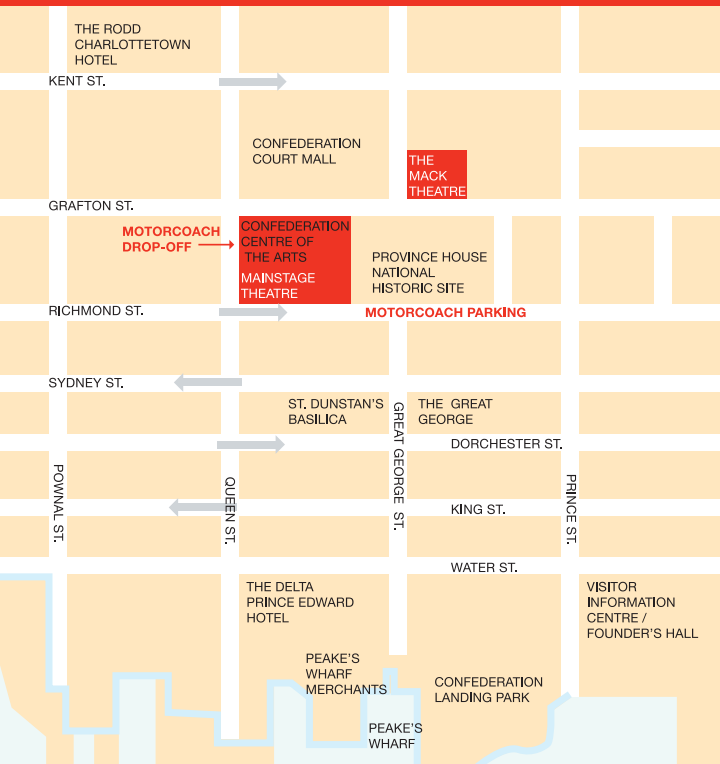 THE RODD
CHARLOTTETOWN
HOTEL
KENT ST.
CONFEDERATION
COURT MALL
THE
MACK
THEATRE
GRAFTON ST.
MOTORCOACH
DROP-OFF
CONFEDERATION
CENTRE OF
THE ARTS
MAINSTAGE
THEATRE
PROVINCE HOUSE
NATIONAL
HISTORIC SITE
RICHMOND ST.
MOTORCOACH PARKING
SYDNEY ST.
ST. DUNSTAN'S
BASILICA
GREAT GEORGE ST.
THE GREAT
GEORGE
DORCHESTER ST.
POWNAL ST.
QUEEN ST.
PRINCE ST.
KING ST.
WATER ST.
THE DELTA
PRINCE EDWARD
HOTEL
VISITOR
INFORMATION
CENTRE /
FOUNDER'S HALL
PEAKE'S
WHARF
MERCHANTS
CONFEDERATION
LANDING PARK
PEAKE'S
WHARF